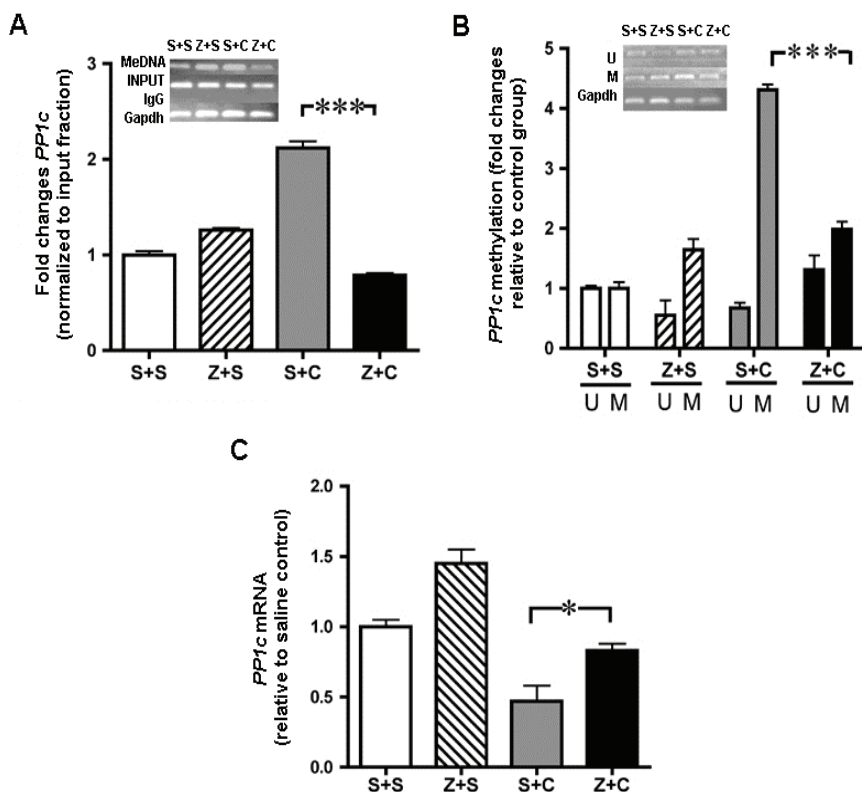 A
S+S Z+S S+C Z+C
MeDNA
INPUT
IgG
Gapdh
***
Fold changes PP1c
(normalized to input fraction)
3
2
1
0
S+S Z+S S+C Z+C
B
S+S Z+S S+C Z+C
U
M
Gapdh
***
PP1c methylation (fold changes
relative to control group)
5
4
3
2
1
0
S+S Z+S S+C Z+C
U M U M U M U M
C
PP1c mRNA
(relative to saline control)
2.0
1.5
1.0
0.5
0.0
*
S+S Z+S S+C Z+C